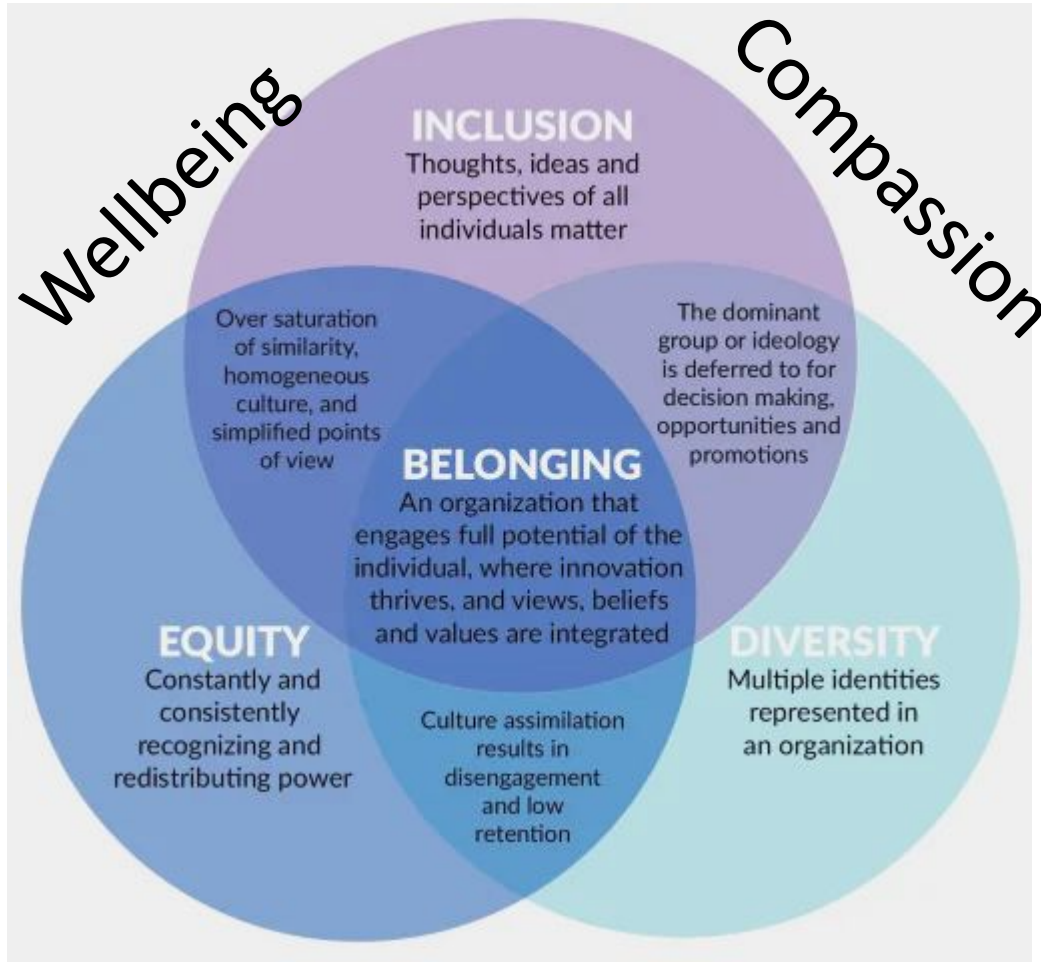 Wellbeing
Compassion
INCLUSION
Thoughts, ideas and
perspectives of all
individuals matter
Over saturation
of similarity,
homogeneous
culture, and
simplified points
of view
The dominant
group or ideology
is deferred to for
decision making,
opportunities and
promotions
BELONGING
An organization that
engages full potential of the
individual, where innovation
thrives, and views, beliefs
and values are integrated
EQUITY
Constantly and
consistently
recognizing and
redistributing power
DIVERSITY
Multiple identities
represented in
an organization
Culture assimilation
results in
disengagement
and low
retention